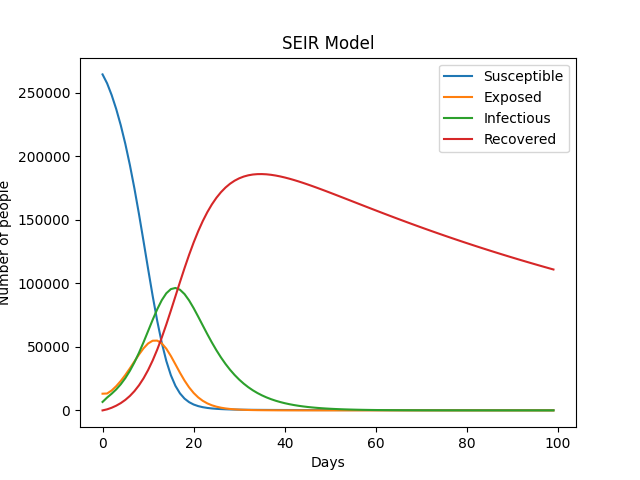 SEIR Model
Number of people
250000
200000
150000
100000
50000
0
0 20 40 60 80 100
Days
Susceptible
Exposed
Infectious
Recovered